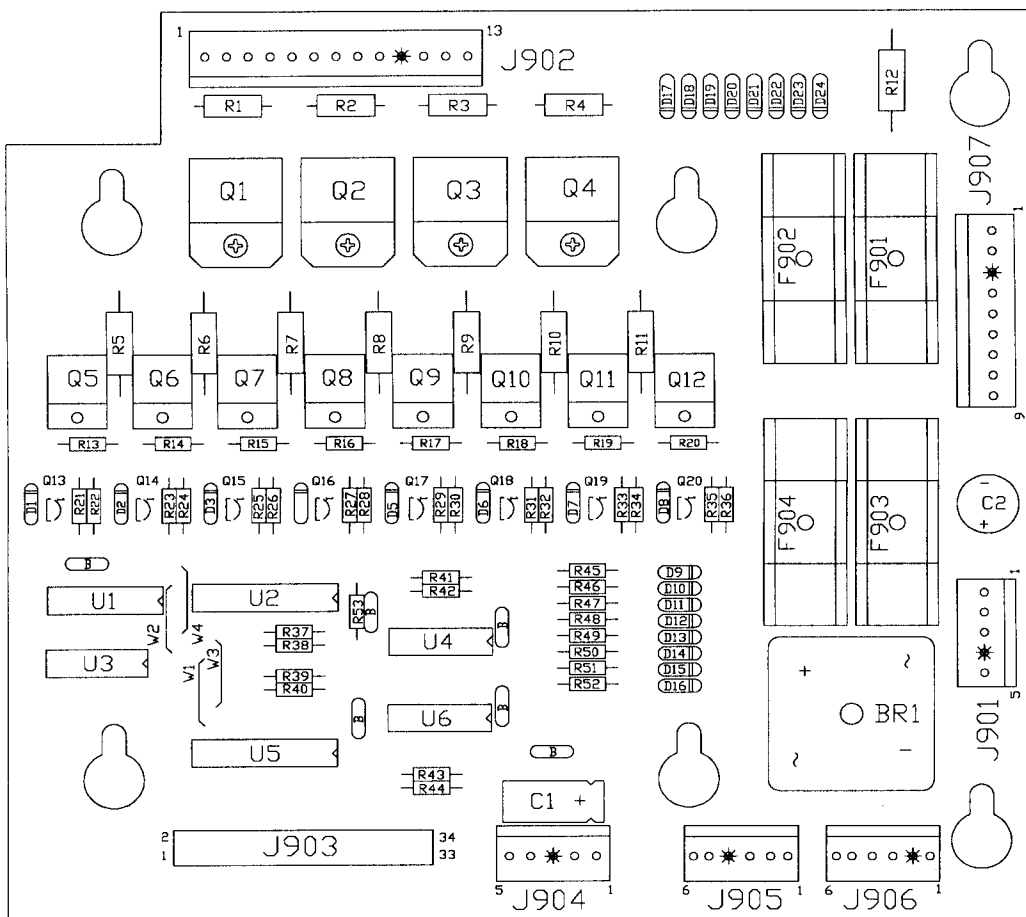 1 13 J902
R1 R2 R3 R4
D17 D18 D19 D20 D21 D22 D23 D24
R12
J907
Q1 Q2 Q3 Q4
F902 F901
1
9
R5 R6 R7 R8 R9 R10 R11
Q5 Q6 Q7 Q8 Q9 Q10 Q11 Q12
R13 R14 R15 R16 R17 R18 R19 R20
Q13 Q14 Q15 Q16 Q17 Q18 Q19 Q20
D1 R21 R22 D2 R23 R24 D3 R25 R26 R27 R28 D5 R29 R30 D6 R31 R32 D7 R33 R34 D8 R35 R36
F904 F903
- C2 +
B
U1 U2 R53 B
W2 W4
U3 W1 W3
R37
R38
R39
R40
R41
R42
U4 B
U6 B
B
U5
R43
R44
R45 D9
R46 D10
R47 D11
R48 D12
R49 D13
R50 D14
R51 D15
R52 D16
+ ~
BR1
~ -
1
5
J901
B
C1 +
2 34
J903
1 33
5 1
J904
6 1
J905
6 1
J906